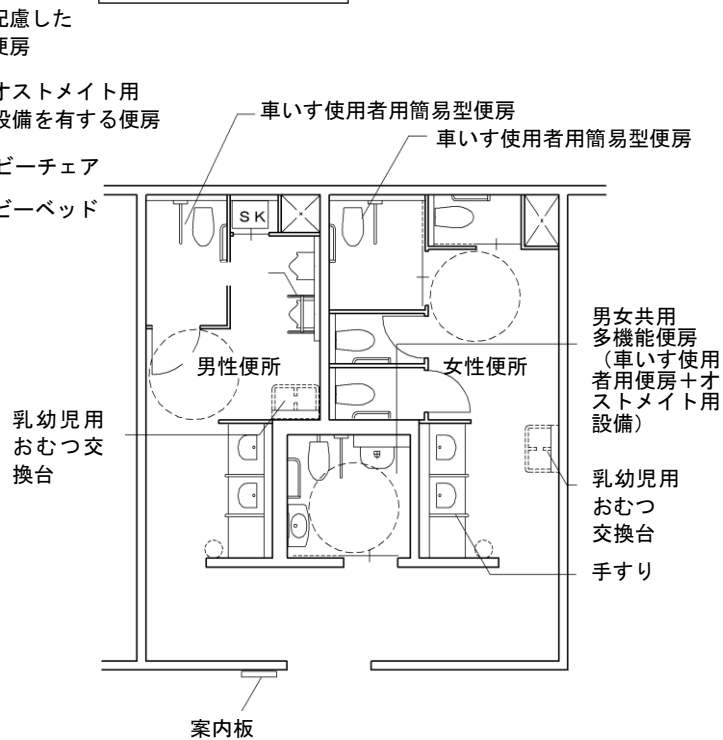 配慮した
便房
オストメイト用
設備を有する便房
ビーチェア
ビーベッド
車いす使用者用簡易型便房
車いす使用者用簡易型便房
SK
男女共用
多機能便房
（車いす使用
者用便房＋オ
ストメイト用
設備）
男性便所
女性便所
乳幼児用
おむつ交
換台
乳幼児用
おむつ
交換台
手すり
案内板